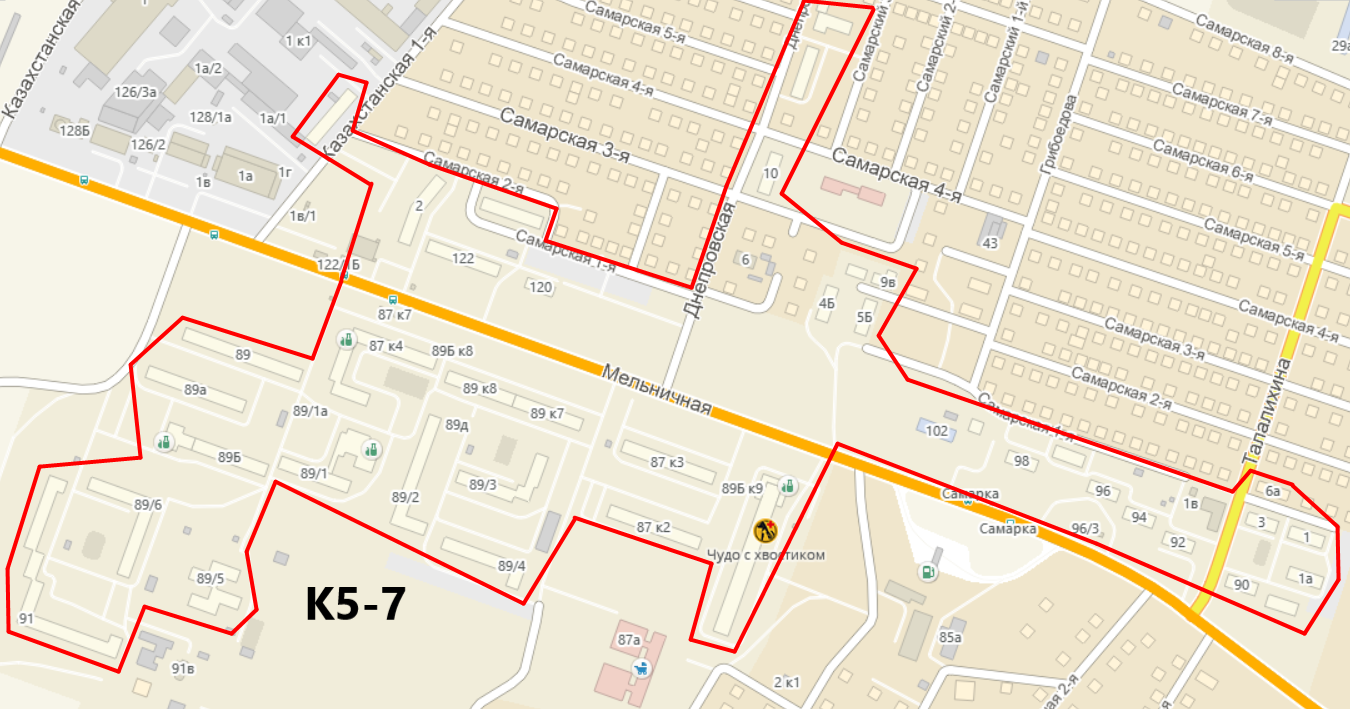 Казахстанская
1 к1
Казахстанская 1-я
Самарская 5-я
Самарский 2-
Самарский 1-й
Самарская 8-я
1а/2
126/3а
128/1а
1а/1
128Б
126/2
1в
1а
1г
Самарская 4-я
Самарская 3-я
Самарская 2-я
Самарская 4-я
Грибоедова
Самарская 7-я
Самарская 6-я
Самарская 5-я
10
2
1в/1
122
122/1Б
Самарская 1-я
120
Днепровская
6
43
9в
4Б
5Б
Самарская 4-я
Самарская 3-я
Самарская 2-я
Самарская 1-я
Талалихина
87 к7
87 к4
89Б к8
89
89а
89 к8
89 к7
Мельничная
89/1а
89д
89Б
89/1
87 к3
89/3
89Б к9
89/2
89/6
87 к2
Чудо с хвостиком
89/4
89/5
91
К5-7
91в
87а
2 к1
102
98
96
Самарка
Самарка
94
96/3
92
1в
6а
3
1
1а
90
85а